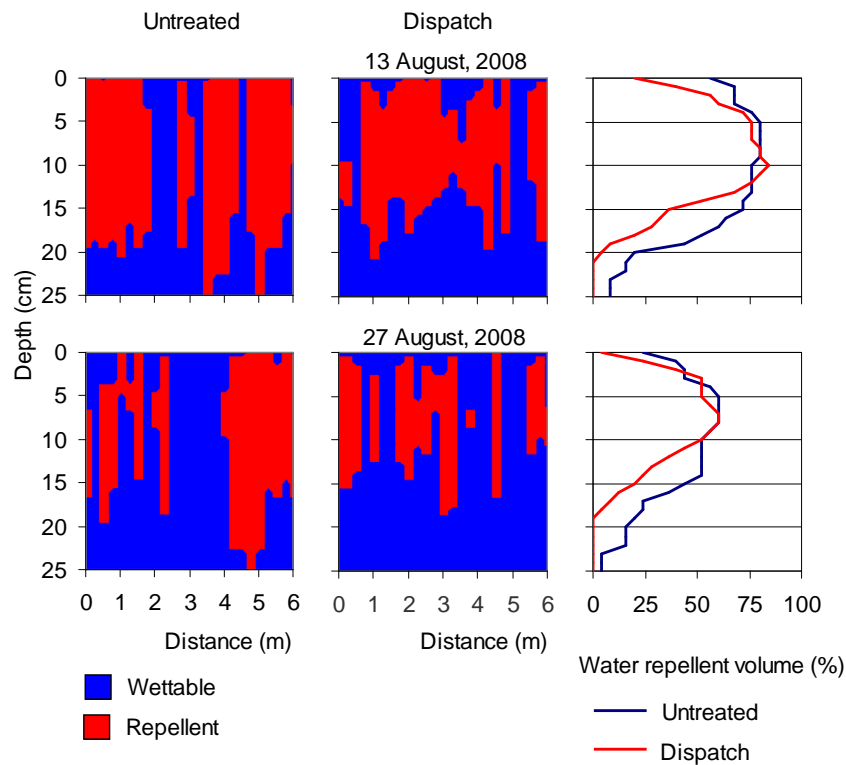 Untreated Dispatch
13 August, 2008
0
5
10
15
20
25
27 August, 2008
0
5
10
15
20
25
Depth (cm)
0 1 2 3 4 5 6 0 1 2 3 4 5 6 0 25 50 75 100
Distance (m) Distance (m)
Water repellent volume (%)
Wettable
Repellent
Untreated
Dispatch